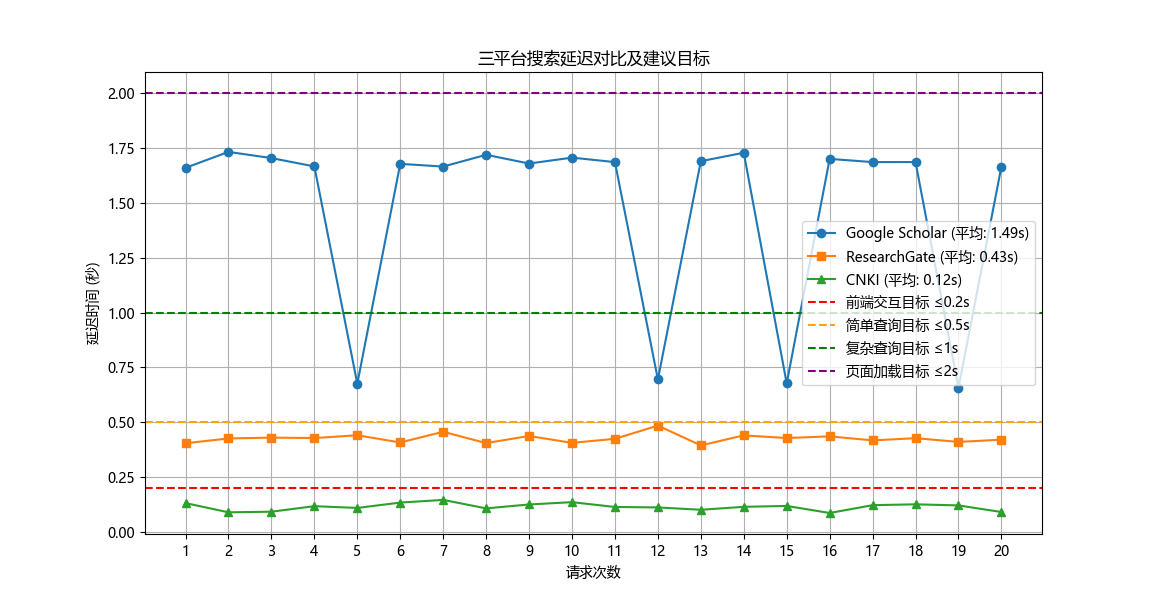 三平台搜索延迟对比及建议目标
延迟时间 (秒)
2.00
1.75
1.50
1.25
1.00
0.75
0.50
0.25
0.00
Google Scholar (平均: 1.49s)
ResearchGate (平均: 0.43s)
CNKI (平均: 0.12s)
前端交互目标 ≤0.2s
简单查询目标 ≤0.5s
复杂查询目标 ≤1s
页面加载目标 ≤2s
1 2 3 4 5 6 7 8 9 10 11 12 13 14 15 16 17 18 19 20
请求次数